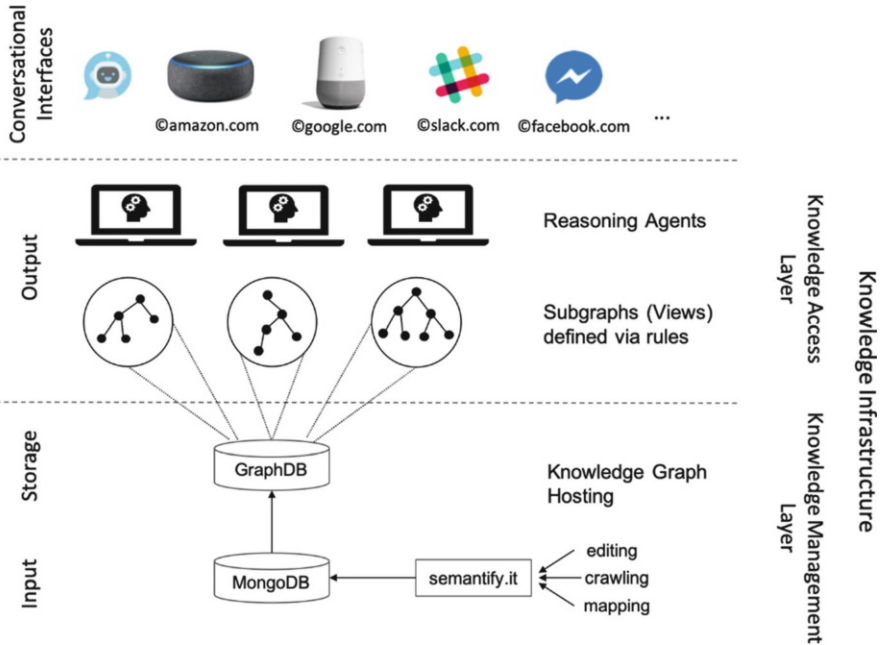 Conversational
Interfaces
©amazon.com
©google.com
©slack.com
©facebook.com
...
Output
Reasoning Agents
Subgraphs (Views)
defined via rules
Knowledge Access
Layer
Knowledge Infrastructure
Storage
GraphDB
Knowledge Graph
Hosting
Knowledge Management
Layer
Input
MongoDB
semantify.it
editing
crawling
mapping